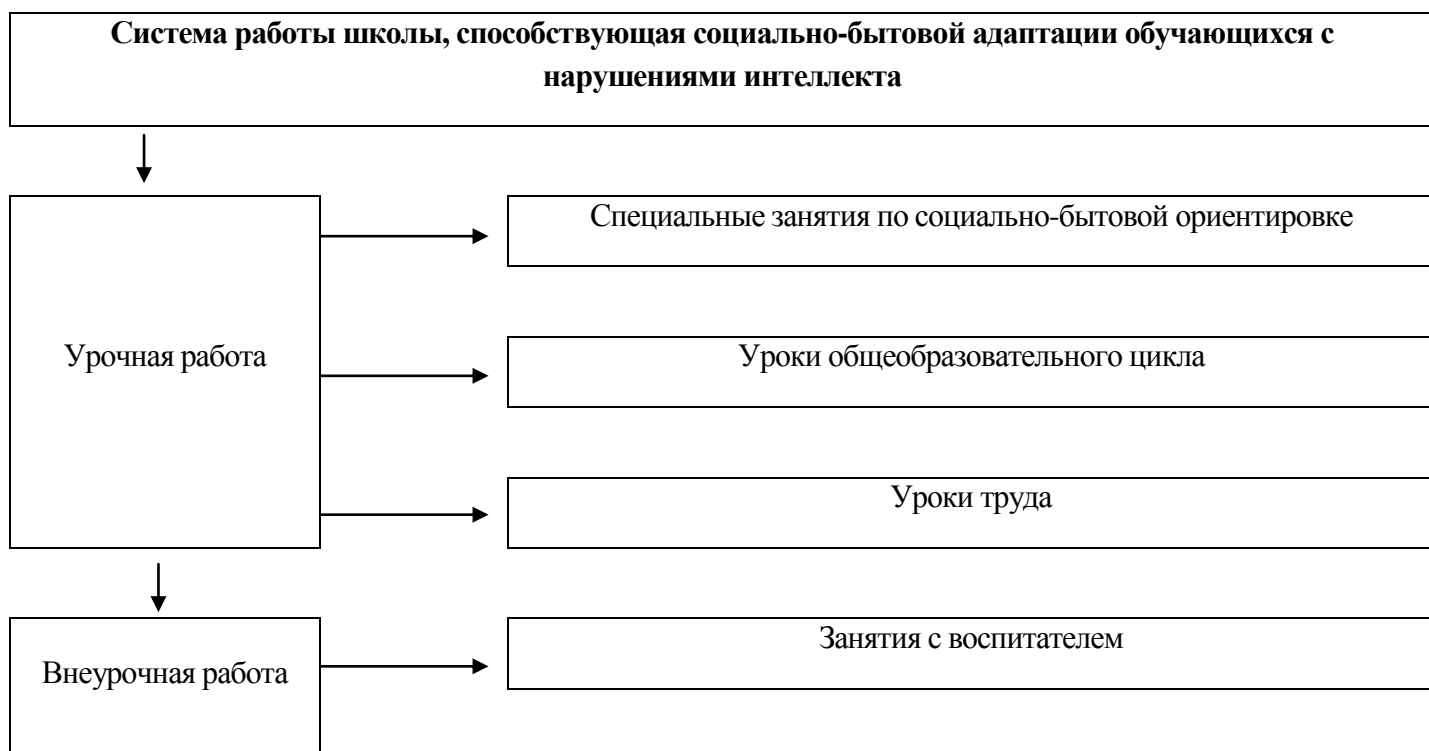 Система работы школы, способствующая социально-бытовой адаптации обучающихся с
нарушениями интеллекта
Специальные занятия по социально-бытовой ориентировке
Урочная работа
Уроки общеобразовательного цикла
Уроки труда
Занятия с воспитателем
Внеурочная работа